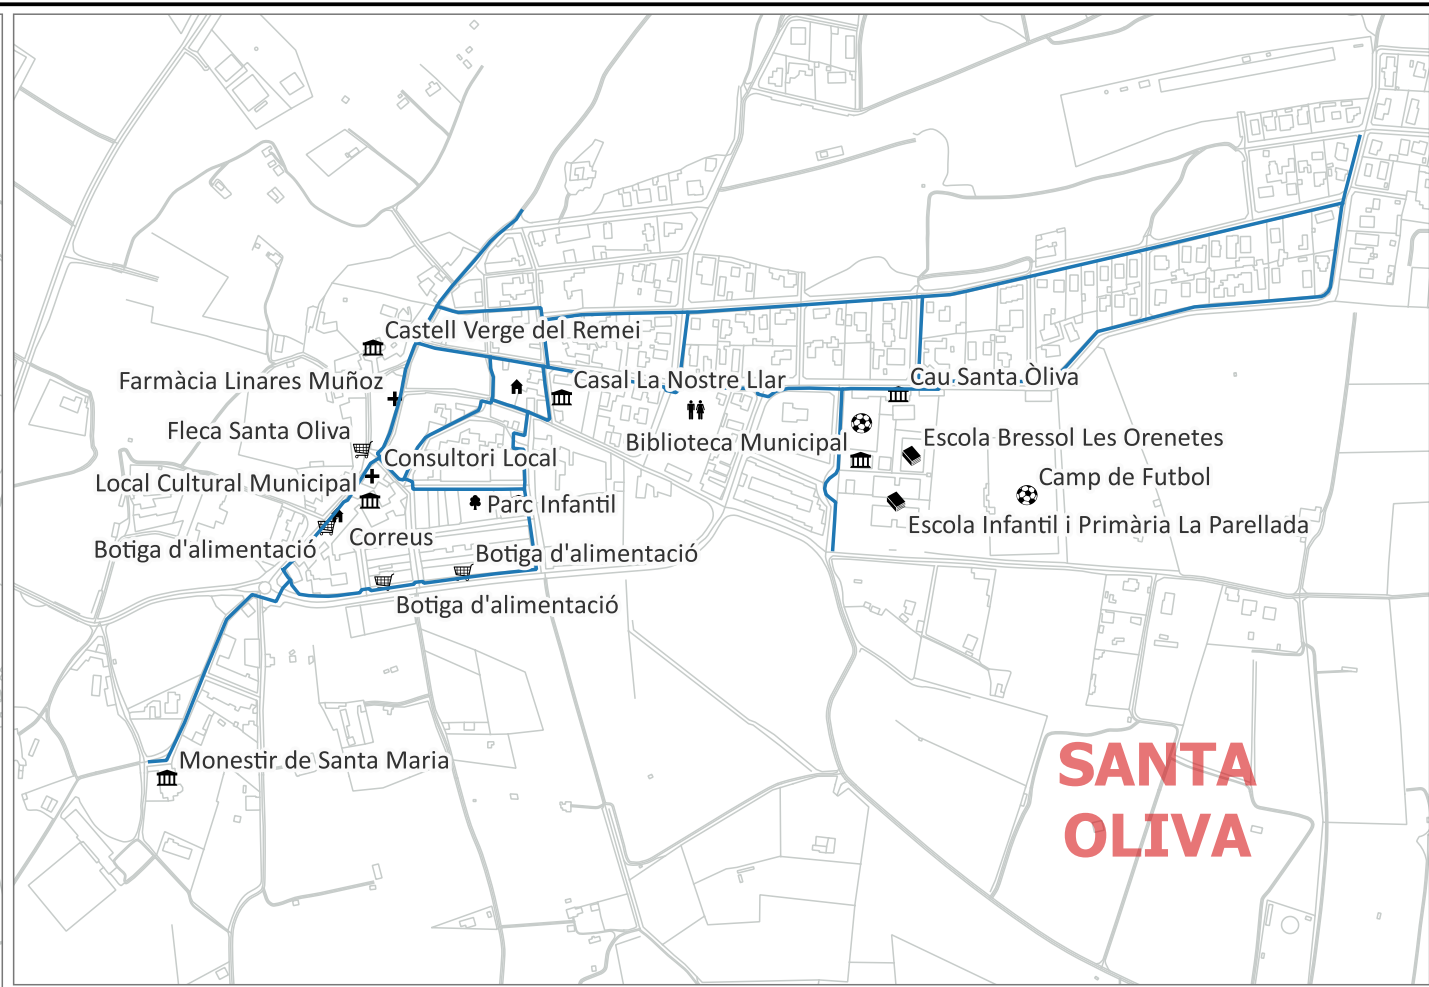 Castell Verge del Remei
Farmàcia Linares Muñoz
Casal La Nostre Llar
Cau Santa Òliva
Fleca Santa Oliva
Biblioteca Municipal
Escola Bressol Les Orenetes
Consultori Local
Local Cultural Municipal
Camp de Futbol
Parc Infantil
Escola Infantil i Primària La Parellada
Correus
Botiga d'alimentació
Botiga d'alimentació
Botiga d'alimentació
Monestir de Santa Maria
SANTA
OLIVA